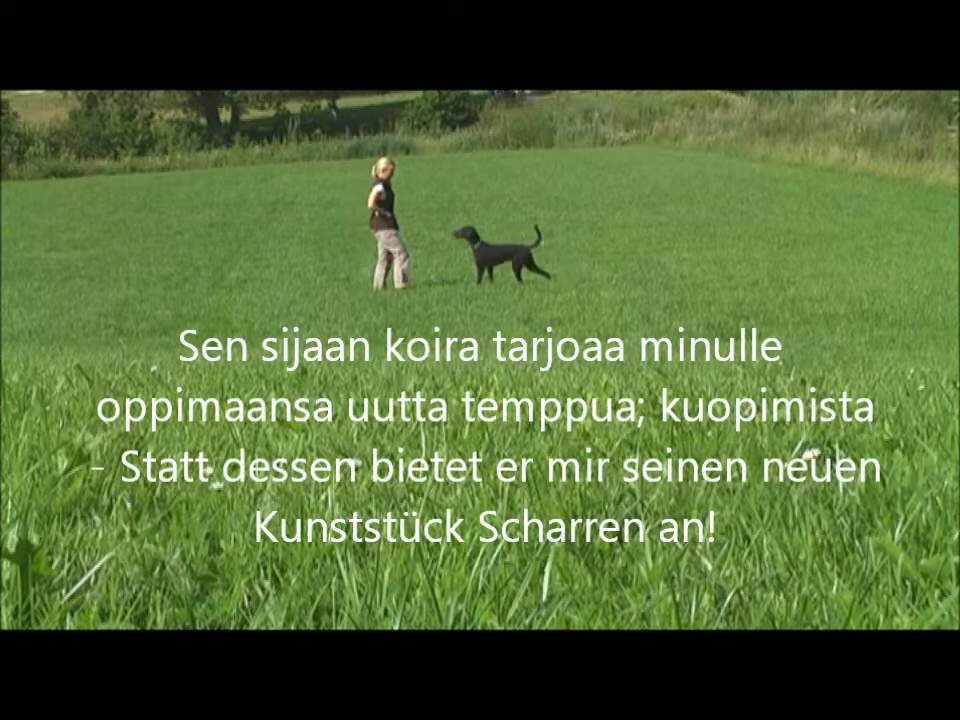 Sen sijaan koira tarjoaa minulle
oppimaansa uutta temppua; kuopimista
- Statt dessen bietet er mir seinen neuen
Kunststück Scharren an!